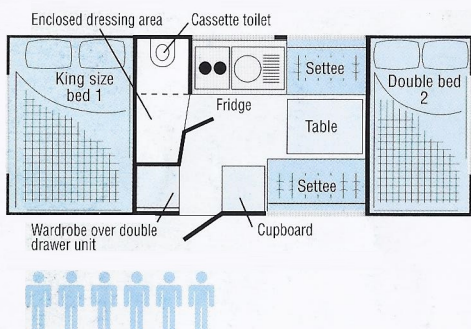 Enclosed dressing area
Cassette toilet
King size
bed 1
Settee
Double bed
2
Fridge
Table
Settee
Wardrobe over double
drawer unit
Cupboard